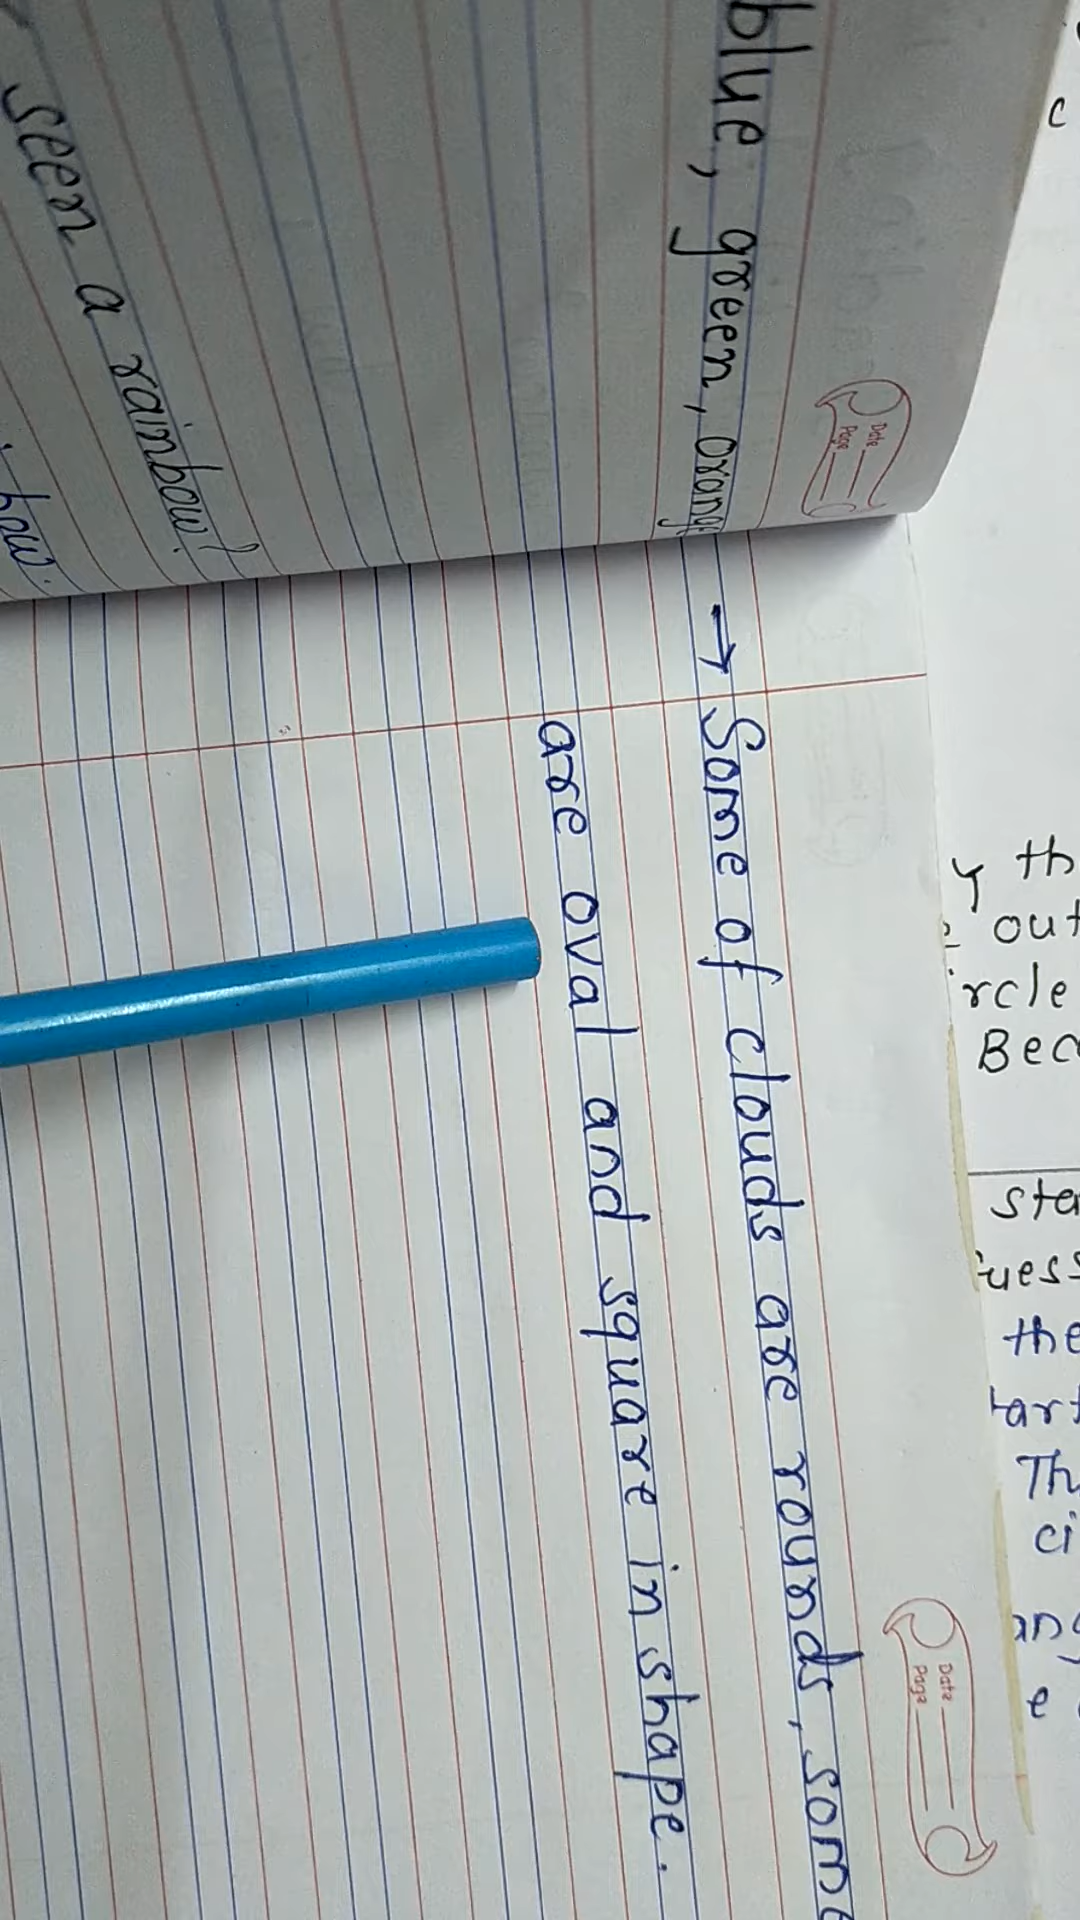 blue, green, orange
seen a rainbow?
Date
Page
→ Some of clouds are rounds, some
are oval and square in shape.
Date
Page
th
out
rcle
Bec
the
Th
ci
e